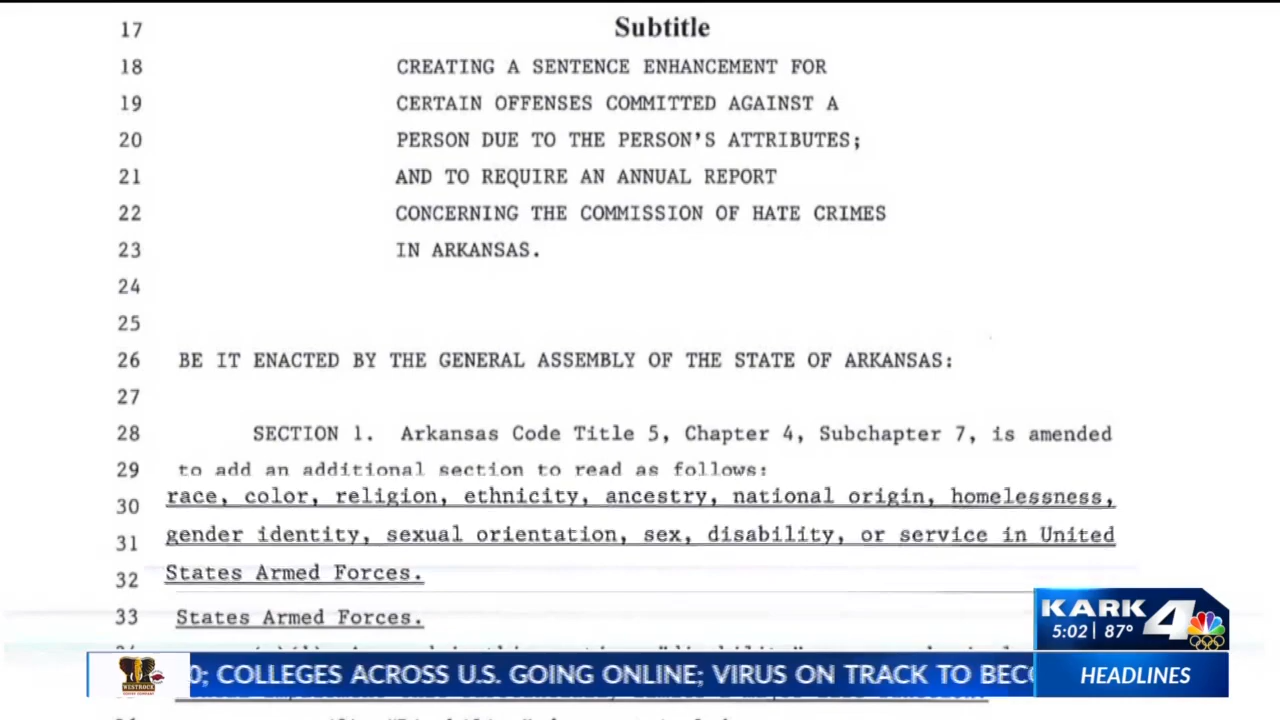 17 Subtitle
18 CREATING A SENTENCE ENHANCEMENT FOR
19 CERTAIN OFFENSES COMMITTED AGAINST A
20 PERSON DUE TO THE PERSON'S ATTRIBUTES;
21 AND TO REQUIRE AN ANNUAL REPORT
22 CONCERNING THE COMMISSION OF HATE CRIMES
23 IN ARKANSAS.
24
25
26 BE IT ENACTED BY THE GENERAL ASSEMBLY OF THE STATE OF ARKANSAS:
27
28 SECTION 1. Arkansas Code Title 5, Chapter 4, Subchapter 7, is amended
29 to add an additional section to read as follows:
30 race, color, religion, ethnicity, ancestry, national origin, homelessness,
31 gender identity, sexual orientation, sex, disability, or service in United
32 States Armed Forces.
33 States Armed Forces.
KARK 4
5:02 | 87°
WESTROCK
0; COLLEGES ACROSS U.S. GOING ONLINE; VIRUS ON TRACK TO BECO
HEADLINES